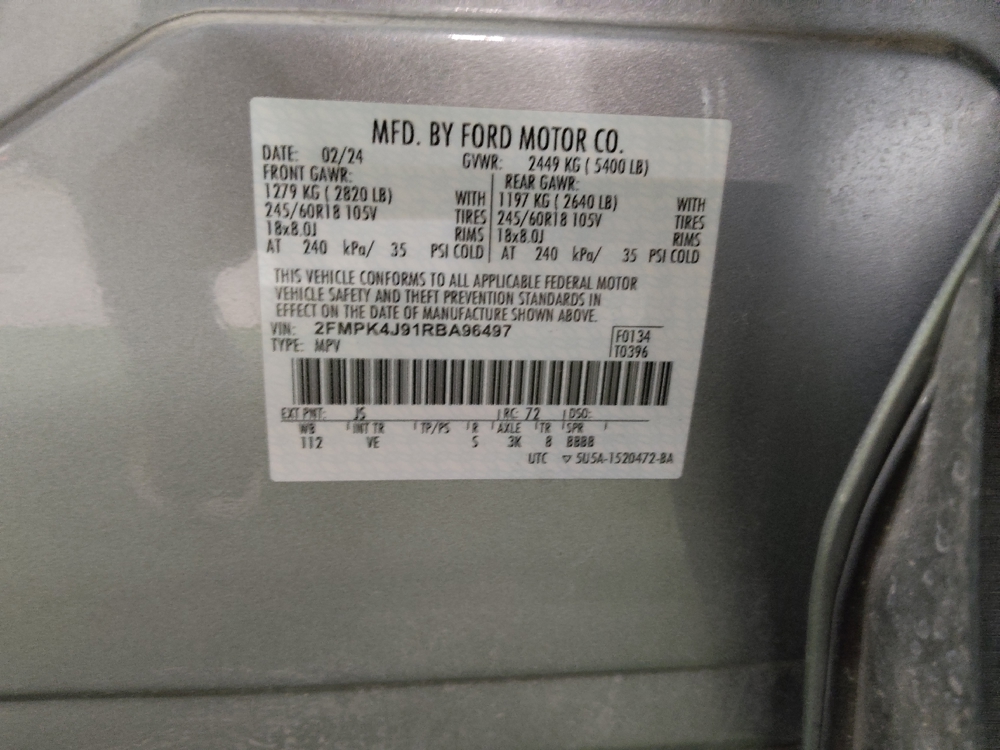 MFD. BY FORD MOTOR CO.
DATE: 02/24 GVWR: 2449 KG ( 5400 LB)
FRONT GAWR: REAR GAWR:
1279 KG ( 2820 LB) WITH 1197 KG ( 2640 LB) WITH
245/60R18 105V TIRES 245/60R18 105V TIRES
18x8.0J RIMS 18x8.0J RIMS
AT 240 kPa/ 35 PSI COLD AT 240 kPa/ 35 PSI COLD
THIS VEHICLE CONFORMS TO ALL APPLICABLE FEDERAL MOTOR
VEHICLE SAFETY AND THEFT PREVENTION STANDARDS IN
EFFECT ON THE DATE OF MANUFACTURE SHOWN ABOVE.
VIN: 2FMPK4J91RBA96497 F0134
TYPE: MPV T0396
EXT PNT: JS RC: 72 DSO:
WB INT TR TP/PS R AXLE TR SPR
112 VE S 3K 8 BBBB
UTC ▽ 5U5A-1520472-BA